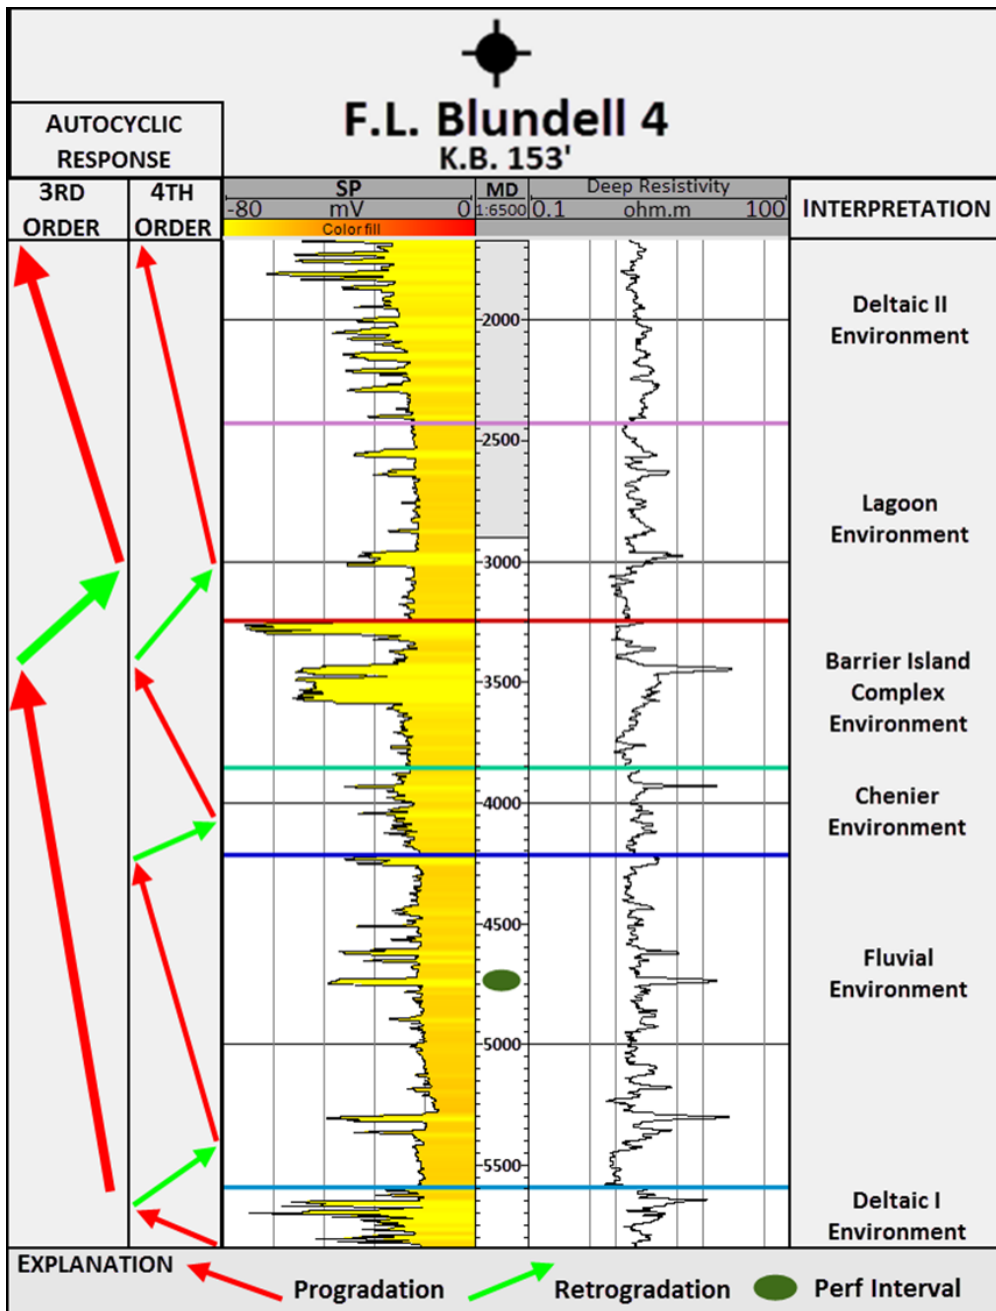 F.L. Blundell 4
K.B. 153'
AUTOCYCLIC
RESPONSE
3RD
ORDER
4TH
ORDER
SP
-80 mV 0
Color fill
MD
1:6500
Deep Resistivity
0.1 ohm.m 100
INTERPRETATION
2000
2500
3000
3500
4000
4500
5000
5500
Deltaic II
Environment
Lagoon
Environment
Barrier Island
Complex
Environment
Chenier
Environment
Fluvial
Environment
Deltaic I
Environment
EXPLANATION
Progradation
Retrogradation
Perf Interval